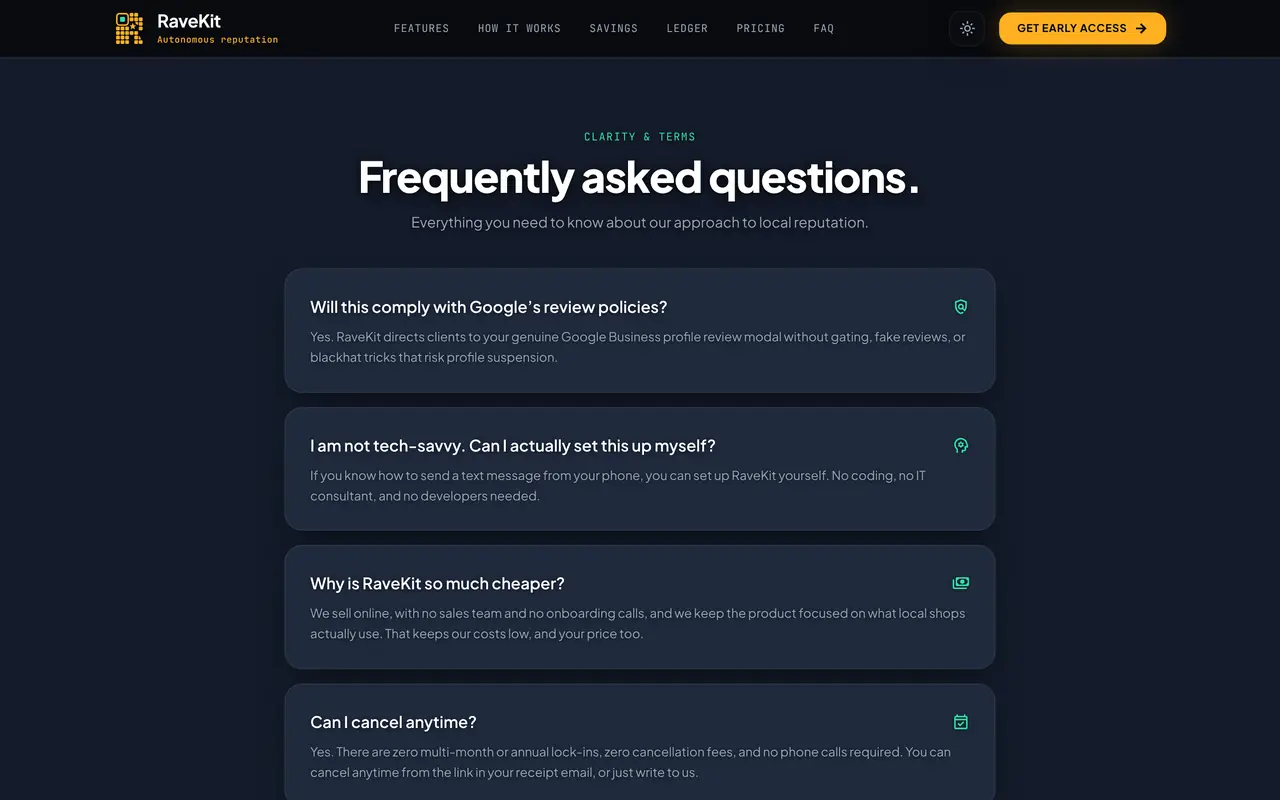 RaveKit
Autonomous reputation
FEATURES
HOW IT WORKS
SAVINGS
LEDGER
PRICING
FAQ
GET EARLY ACCESS
CLARITY & TERMS
Frequently asked questions.
Everything you need to know about our approach to local reputation.
Will this comply with Google’s review policies?
Yes. RaveKit directs clients to your genuine Google Business profile review modal without gating, fake reviews, or
blackhat tricks that risk profile suspension.
I am not tech-savvy. Can I actually set this up myself?
If you know how to send a text message from your phone, you can set up RaveKit yourself. No coding, no IT
consultant, and no developers needed.
Why is RaveKit so much cheaper?
We sell online, with no sales team and no onboarding calls, and we keep the product focused on what local shops
actually use. That keeps our costs low, and your price too.
Can I cancel anytime?
Yes. There are zero multi-month or annual lock-ins, zero cancellation fees, and no phone calls required. You can
cancel anytime from the link in your receipt email, or just write to us.